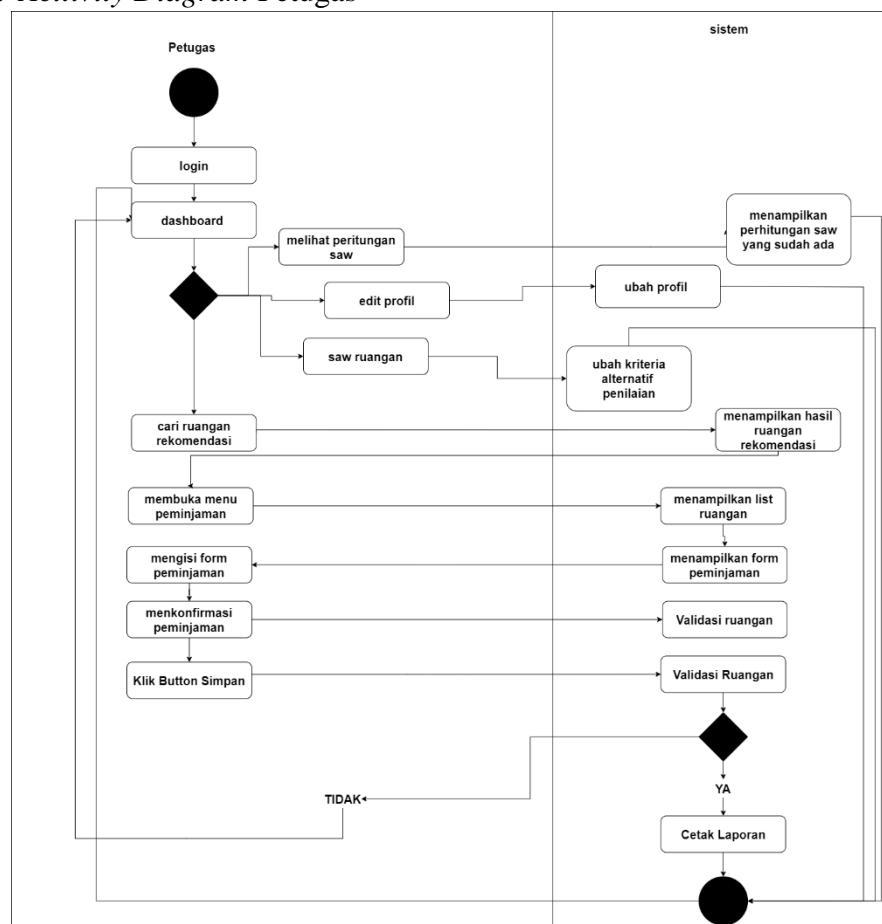 Activity Diagram Petugas
Petugas
sistem
login
dashboard
melihat peritungan
saw
menampilkan
perhitungan saw
yang sudah ada
edit profil
ubah profil
saw ruangan
ubah kriteria
alternatif
penilaian
cari ruangan
rekomendasi
menampilkan hasil
ruangan
rekomendasi
membuka menu
peminjaman
menampilkan list
ruangan
mengisi form
peminjaman
menampilkan form
peminjaman
menkonfirmasi
peminjaman
Validasi ruangan
Klik Button Simpan
Validasi Ruangan
TIDAK
YA
Cetak Laporan